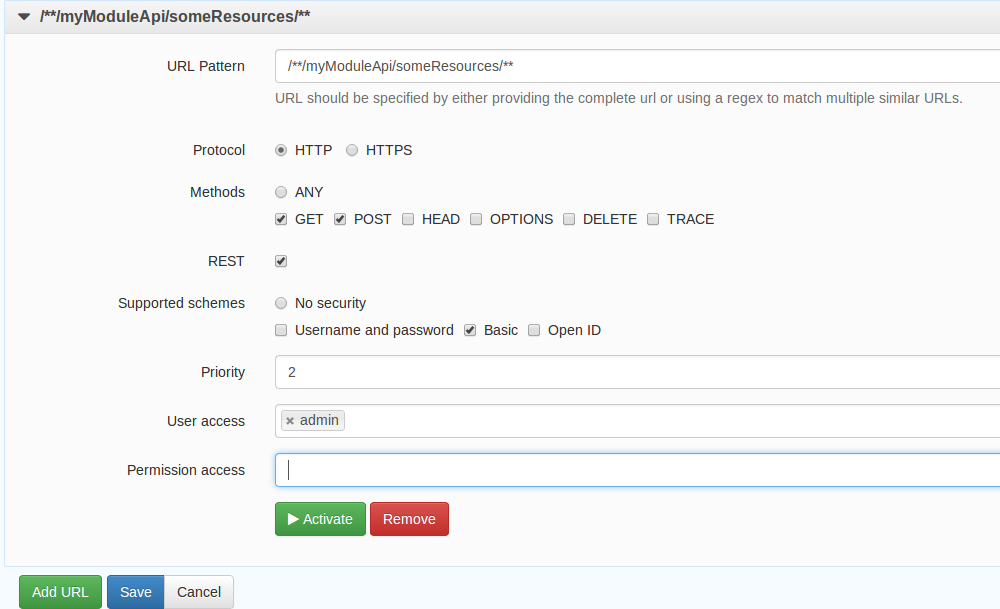 /**/myModuleApi/someResources/**
URL Pattern /**/myModuleApi/someResources/**
URL should be specified by either providing the complete url or using a regex to match multiple similar URLs.
Protocol HTTP HTTPS
Methods ANY
GET POST HEAD OPTIONS DELETE TRACE
REST
Supported schemes No security
Username and password Basic Open ID
Priority 2
User access admin
Permission access
Activate Remove
Add URL Save Cancel